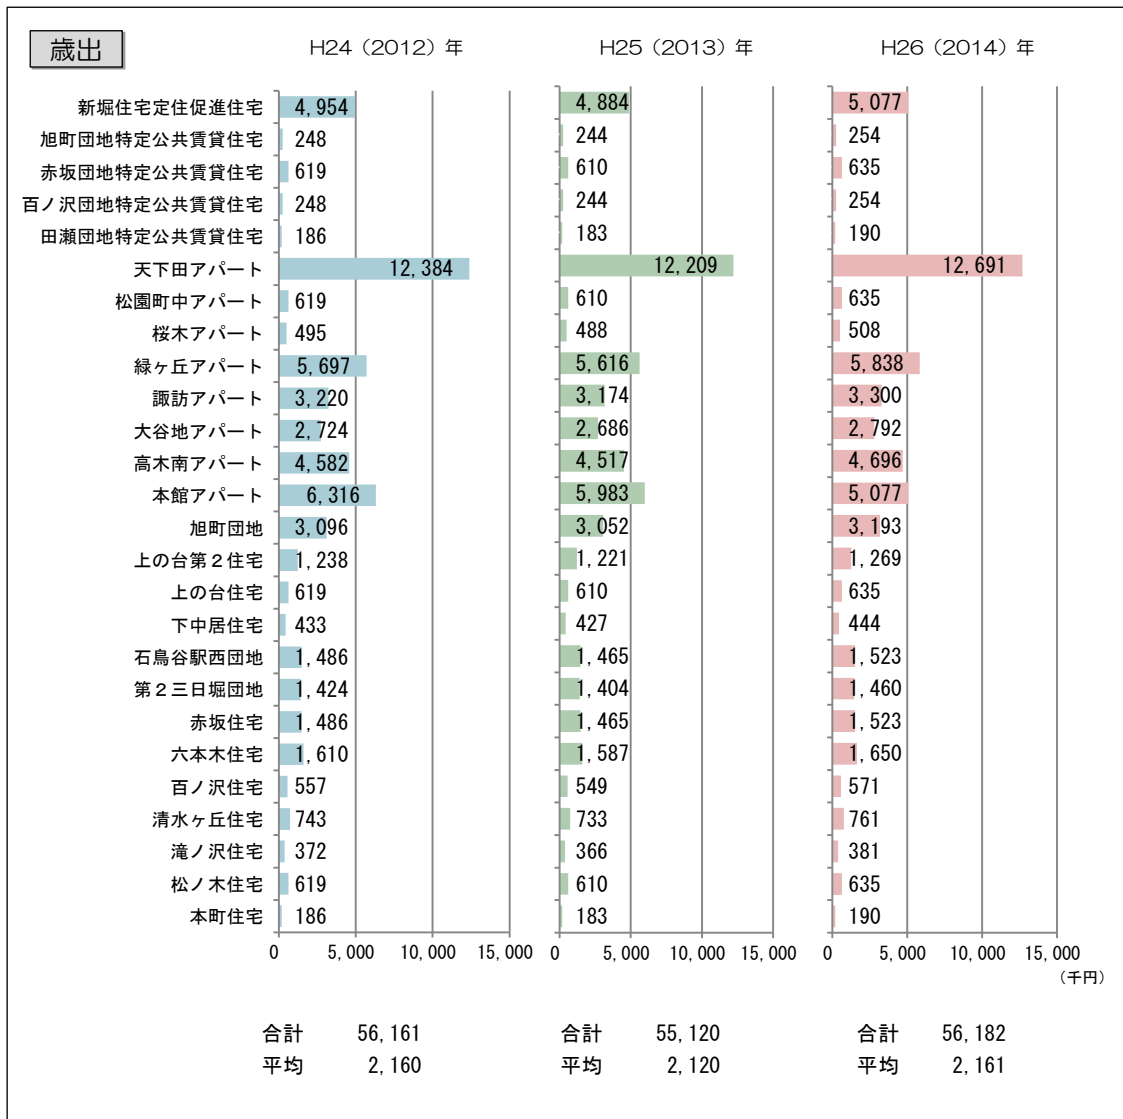 歳出
H24（2012）年 H25（2013）年 H26（2014）年
新堀住宅定住促進住宅 4,954 4,884 5,077
旭町団地特定公共賃貸住宅 248 244 254
赤坂団地特定公共賃貸住宅 619 610 635
百ノ沢団地特定公共賃貸住宅 248 244 254
田瀬団地特定公共賃貸住宅 186 183 190
天下田アパート 12,384 12,209 12,691
松園町中アパート 619 610 635
桜木アパート 495 488 508
緑ヶ丘アパート 5,697 5,616 5,838
諏訪アパート 3,220 3,174 3,300
大谷地アパート 2,724 2,686 2,792
高木南アパート 4,582 4,517 4,696
本館アパート 6,316 5,983 5,077
旭町団地 3,096 3,052 3,193
上の台第２住宅 1,238 1,221 1,269
上の台住宅 619 610 635
下中居住宅 433 427 444
石鳥谷駅西団地 1,486 1,465 1,523
第２三日堀団地 1,424 1,404 1,460
赤坂住宅 1,486 1,465 1,523
六本木住宅 1,610 1,587 1,650
百ノ沢住宅 557 549 571
清水ヶ丘住宅 743 733 761
滝ノ沢住宅 372 366 381
松ノ木住宅 619 610 635
本町住宅 186 183 190
0 5,000 10,000 15,000 0 5,000 10,000 15,000 0 5,000 10,000 15,000
（千円）
合計 56,161 合計 55,120 合計 56,182
平均 2,160 平均 2,120 平均 2,161